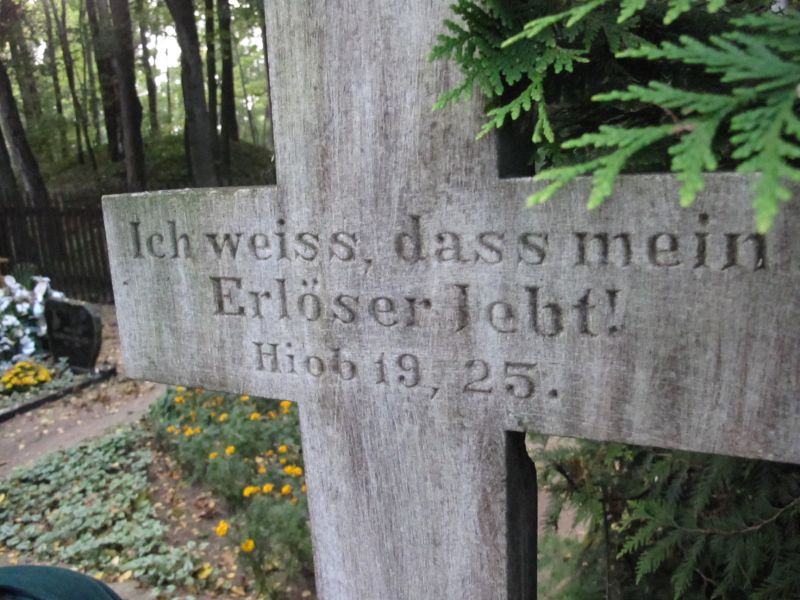 Ich weiss, dass mein
Erlöser lebt!
Hiob 19, 25.